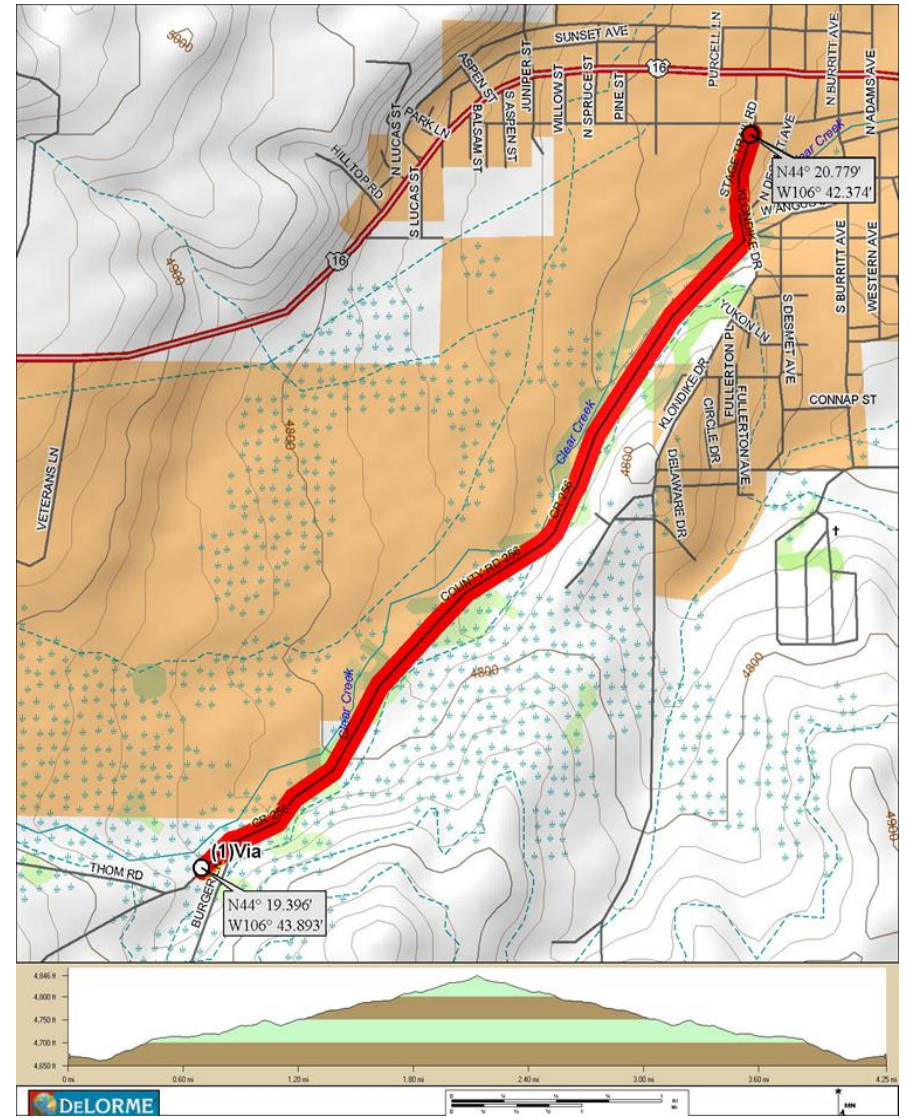 5000
SUNSET AVE
ASPEN ST
JUNIPER ST
WILLOW ST
N SPRUCE ST
PINE ST
16
PURCELL LN
N BURRITT AVE
N ADAMS AVE
N LUCAS ST
PARK LN
BALSAM ST
S ASPEN ST
HILLTOP RD
S LUCAS ST
STAGE TRAIL RD
Clear Creek
N44° 20.779'
W106° 42.374'
KLONDIKE DR
4900
16
S BURRITT AVE
WESTERN AVE
YUKON LN
S DESMET AVE
FULLERTON PL
KLONDIKE DR
CONNAP ST
CIRCLE DR
FULLERTON AVE
4800
Clear Creek
4800
DELAWARE DR
VETERANS LN
CR 256
COUNTY RD 256
4800
4800
Clear Creek
4900
CR 256
(1)Via
THOM RD
BURGER
N44° 19.396'
W106° 43.893'
4,846 ft
4,800 ft
4,750 ft
4,700 ft
4,650 ft
0 mi
0.60 mi
1.20 mi
1.80 mi
2.40 mi
3.00 mi
3.60 mi
4.25 mi
DELORME
MN